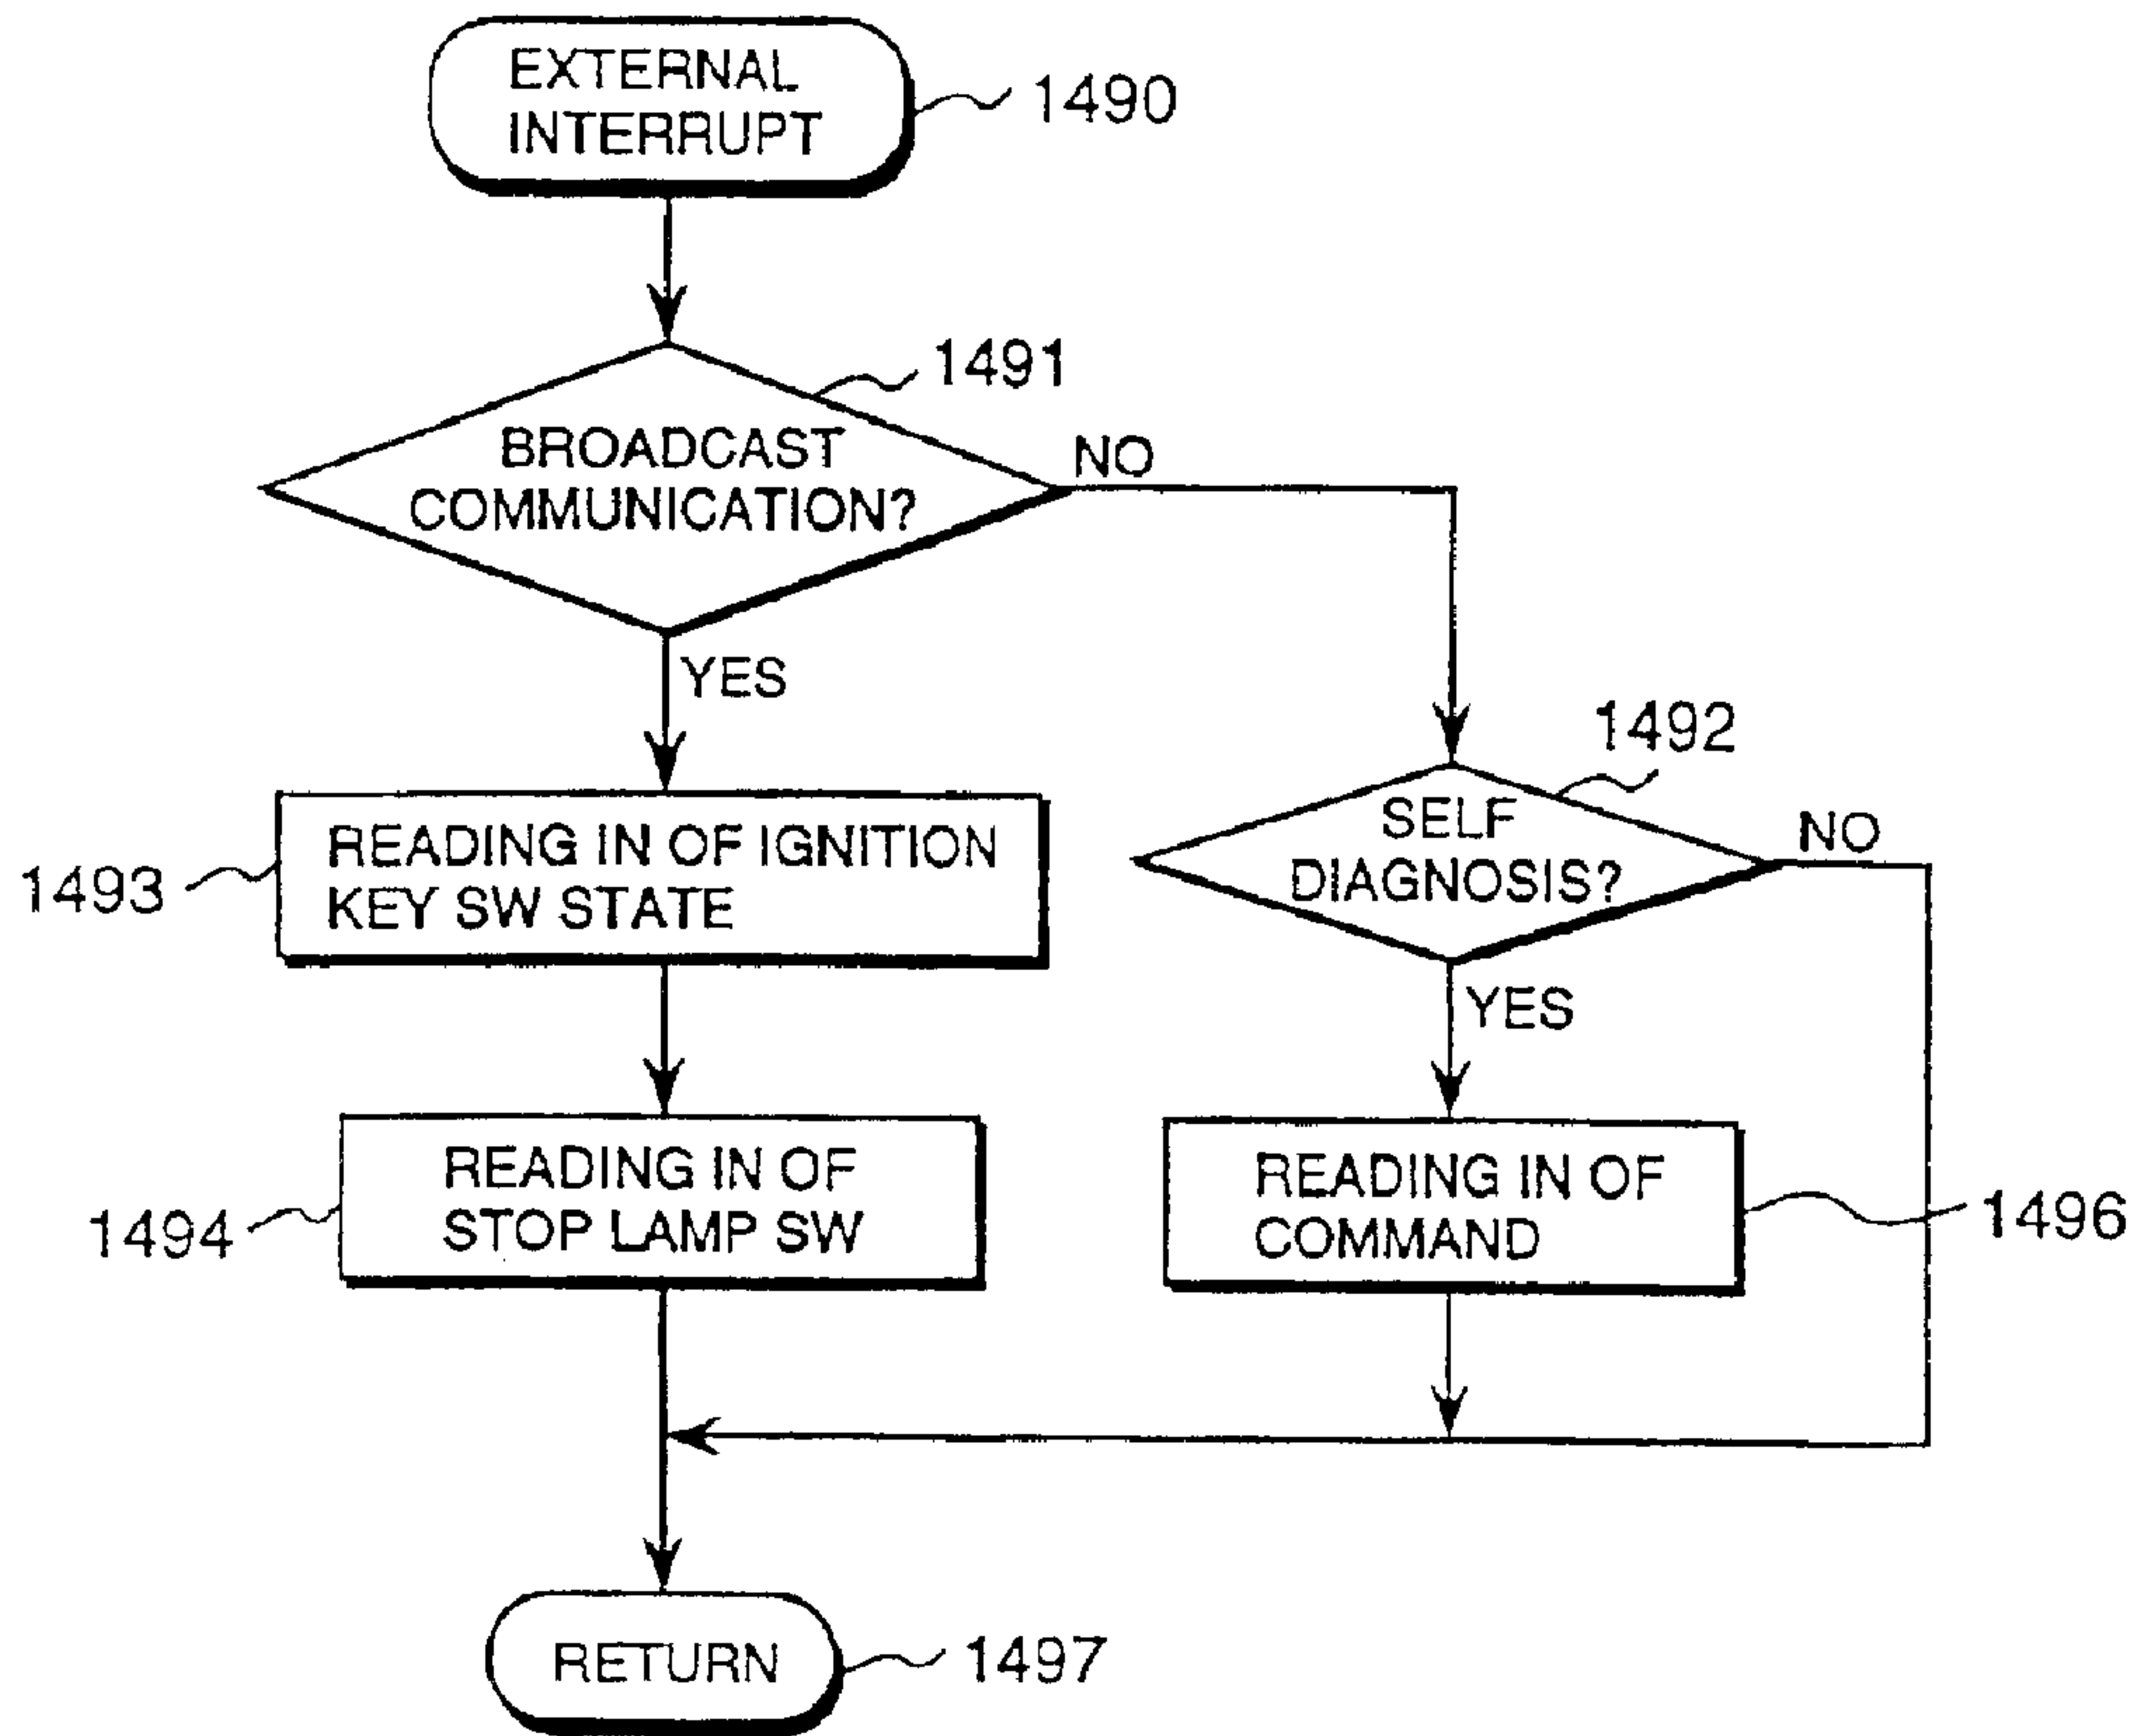 EXTERNAL
INTERRUPT
1490
1491
BROADCAST
COMMUNICATION?
NO
YES
1492
SELF
DIAGNOSIS?
NO
YES
1493
READING IN OF IGNITION
KEY SW STATE
1494
READING IN OF
STOP LAMP SW
READING IN OF
COMMAND
1496
RETURN
1497